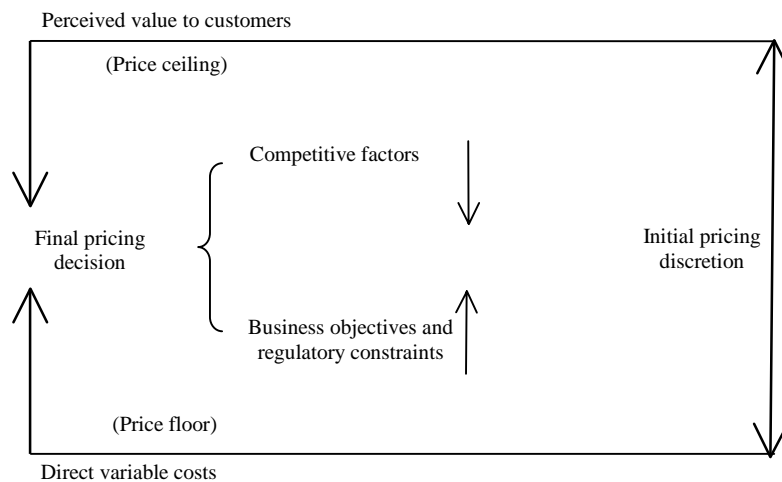 Perceived value to customers
(Price ceiling)
Competitive factors
Final pricing
decision
Initial pricing
discretion
Business objectives and
regulatory constraints
(Price floor)
Direct variable costs